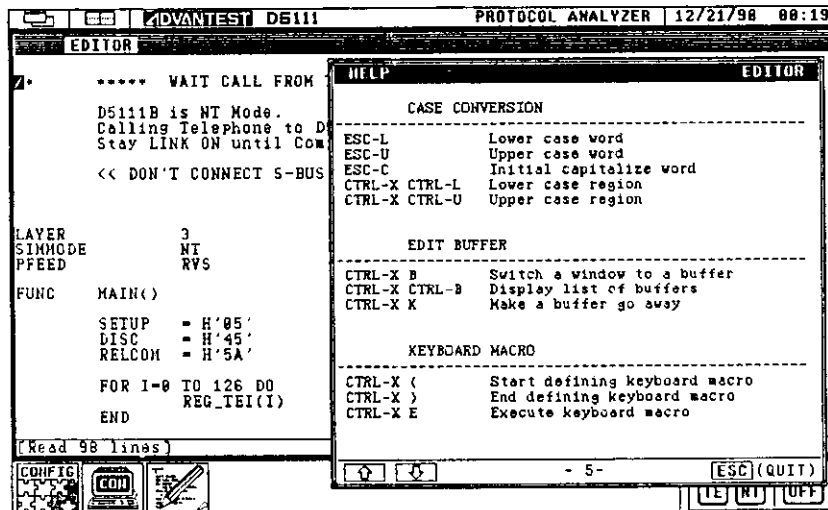 ADVANTEST D5111 PROTOCOL ANALYZER 12/21/98 00:19
EDITOR
/* ***** WAIT CALL FROM
D5111B is NT Mode.
Calling Telephone to D5
Stay LINK ON until Com
<< DON'T CONNECT S-BUS
LAYER 3
SIMMODE NT
PFEED RVS
FUNC MAIN()
SETUP = H'05'
DISC = H'45'
RELCOM = H'5A'
FOR I=0 TO 126 DO
REG_TEI(I)
END
[Read 98 lines]
CONFIG
COM
HELP EDITOR
CASE CONVERSION
ESC-L Lower case word
ESC-U Upper case word
ESC-C Initial capitalize word
CTRL-X CTRL-L Lower case region
CTRL-X CTRL-U Upper case region
EDIT BUFFER
CTRL-X B Switch a window to a buffer
CTRL-X CTRL-B Display list of buffers
CTRL-X K Make a buffer go away
KEYBOARD MACRO
CTRL-X ( Start defining keyboard macro
CTRL-X ) End defining keyboard macro
CTRL-X E Execute keyboard macro
- 5- ESC(QUIT)
TE NT OFF